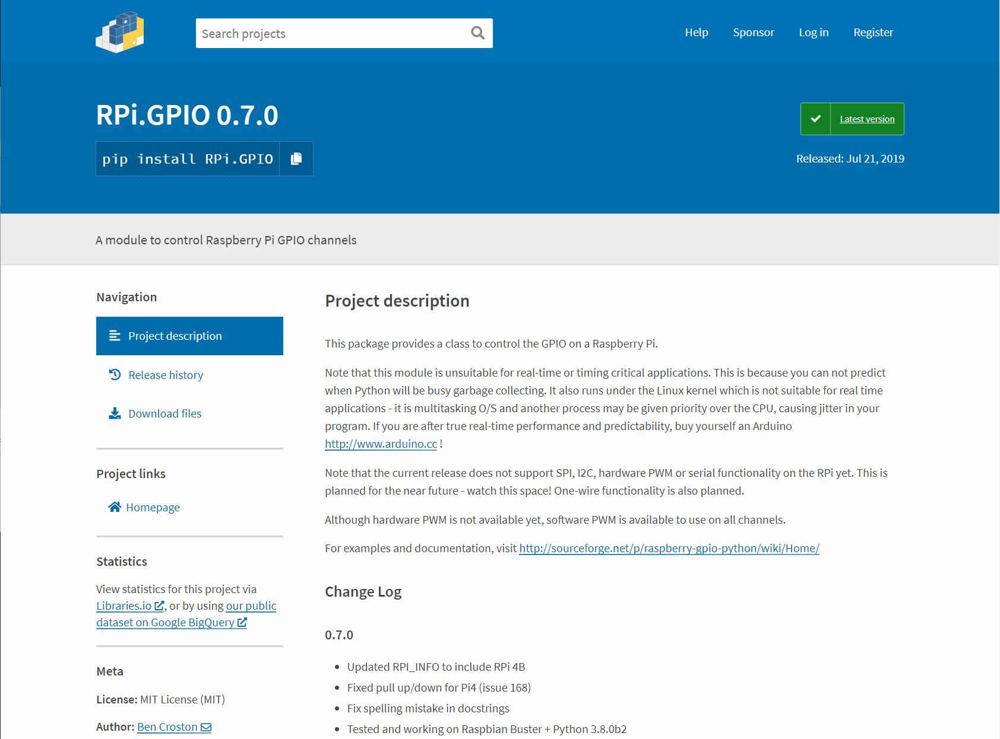 Search projects
Help
Sponsor
Log in
Register
RPi.GPIO 0.7.0
pip install RPi.GPIO
Latest version
Released: Jul 21, 2019
A module to control Raspberry Pi GPIO channels
Navigation
Project description
Release history
Download files
Project links
Homepage
Statistics
View statistics for this project via
Libraries.io, or by using our public
dataset on Google BigQuery
Meta
License: MIT License (MIT)
Author: Ben Croston
Project description
This package provides a class to control the GPIO on a Raspberry Pi.
Note that this module is unsuitable for real-time or timing critical applications. This is because you can not predict
when Python will be busy garbage collecting. It also runs under the Linux kernel which is not suitable for real time
applications - it is multitasking O/S and another process may be given priority over the CPU, causing jitter in your
program. If you are after true real-time performance and predictability, buy yourself an Arduino
http://www.arduino.cc !
Note that the current release does not support SPI, I2C, hardware PWM or serial functionality on the RPi yet. This is
planned for the near future - watch this space! One-wire functionality is also planned.
Although hardware PWM is not available yet, software PWM is available to use on all channels.
For examples and documentation, visit http://sourceforge.net/p/raspberry-gpio-python/wiki/Home/
Change Log
0.7.0
• Updated RPI_INFO to include RPi 4B
• Fixed pull up/down for Pi4 (issue 168)
• Fix spelling mistake in docstrings
• Tested and working on Raspbian Buster + Python 3.8.0b2